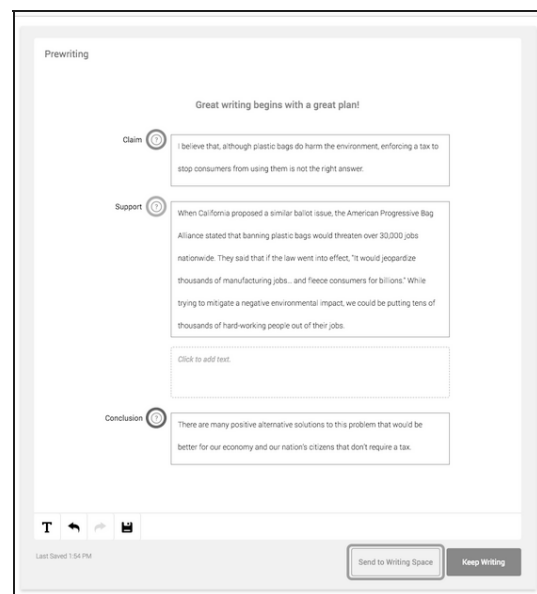 Prewriting
Great writing begins with a great plan!
Claim ?
I believe that, although plastic bags do harm the environment, enforcing a tax to
stop consumers from using them is not the right answer.
Support ?
When California proposed a similar ballot issue, the American Progressive Bag
Alliance stated that banning plastic bags would threaten over 30,000 jobs
nationwide. They said that if the law went into effect, "it would jeopardize
thousands of manufacturing jobs... and fleece consumers for billions." While
trying to mitigate a negative environmental impact, we could be putting tens of
thousands of hard-working people out of their jobs.
Click to add text.
Conclusion ?
There are many positive alternative solutions to this problem that would be
better for our economy and our nation's citizens that don't require a tax.
T
Last Saved 1:54 PM
Send to Writing Space
Keep Writing